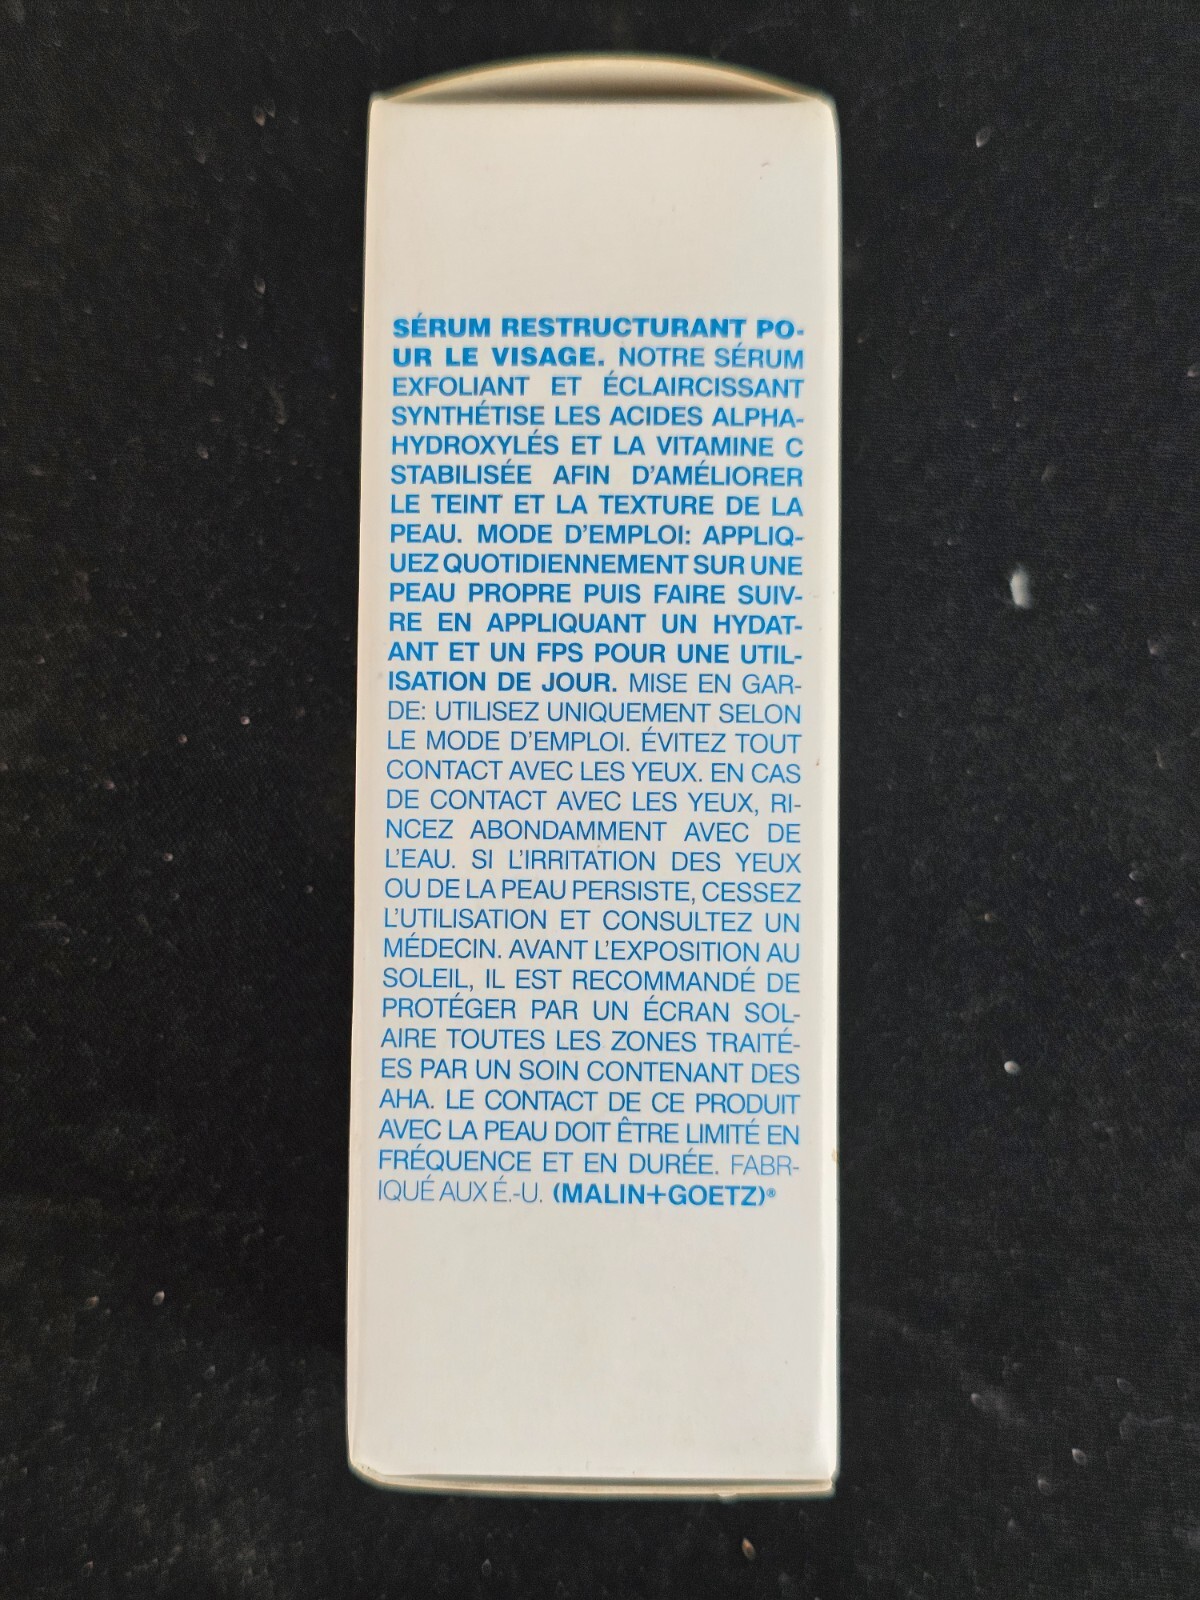 SÉRUM RESTRUCTURANT PO-
UR LE VISAGE. NOTRE SÉRUM
EXFOLIANT ET ÉCLAIRCISSANT
SYNTHÉTISE LES ACIDES ALPHA-
HYDROXYLÉS ET LA VITAMINE C
STABILISÉE AFIN D'AMÉLIORER
LE TEINT ET LA TEXTURE DE LA
PEAU. MODE D'EMPLOI: APPLIQ-
UEZ QUOTIDIENNEMENT SUR UNE
PEAU PROPRE PUIS FAIRE SUIV-
RE EN APPLIQUANT UN HYDAT-
ANT ET UN FPS POUR UNE UTIL-
ISATION DE JOUR. MISE EN GAR-
DE: UTILISEZ UNIQUEMENT SELON
LE MODE D'EMPLOI. ÉVITEZ TOUT
CONTACT AVEC LES YEUX. EN CAS
DE CONTACT AVEC LES YEUX, RI-
NCEZ ABONDAMMENT AVEC DE
L'EAU. SI L'IRRITATION DES YEUX
OU DE LA PEAU PERSISTE, CESSEZ
L'UTILISATION ET CONSULTEZ UN
MÉDECIN. AVANT L'EXPOSITION AU
SOLEIL, IL EST RECOMMANDÉ DE
PROTÉGER PAR UN ÉCRAN SOL-
AIRE TOUTES LES ZONES TRAITÉ-
ES PAR UN SOIN CONTENANT DES
AHA. LE CONTACT DE CE PRODUIT
AVEC LA PEAU DOIT ÊTRE LIMITÉ EN
FRÉQUENCE ET EN DURÉE. FABR-
IQUÉ AUX É.-U. (MALIN+GOETZ)®